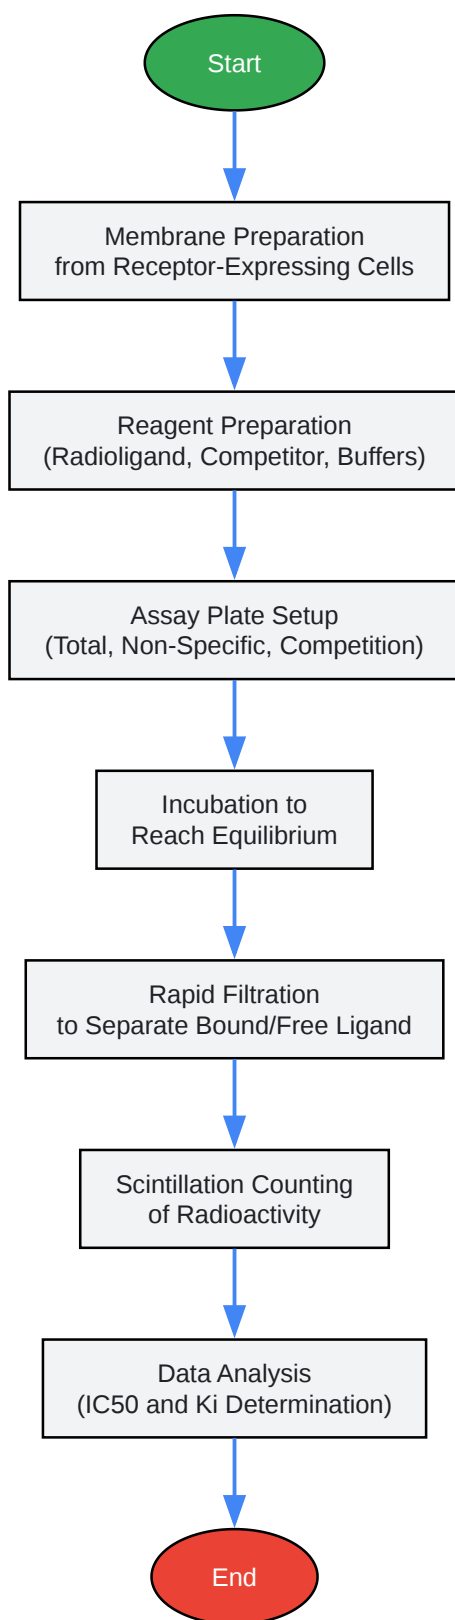 Start
Membrane Preparation
from Receptor-Expressing Cells
Reagent Preparation
(Radioligand, Competitor, Buffers)
Assay Plate Setup
(Total, Non-Specific, Competition)
Incubation to
Reach Equilibrium
Rapid Filtration
to Separate Bound/Free Ligand
Scintillation Counting
of Radioactivity
Data Analysis
(IC50 and Ki Determination)
End